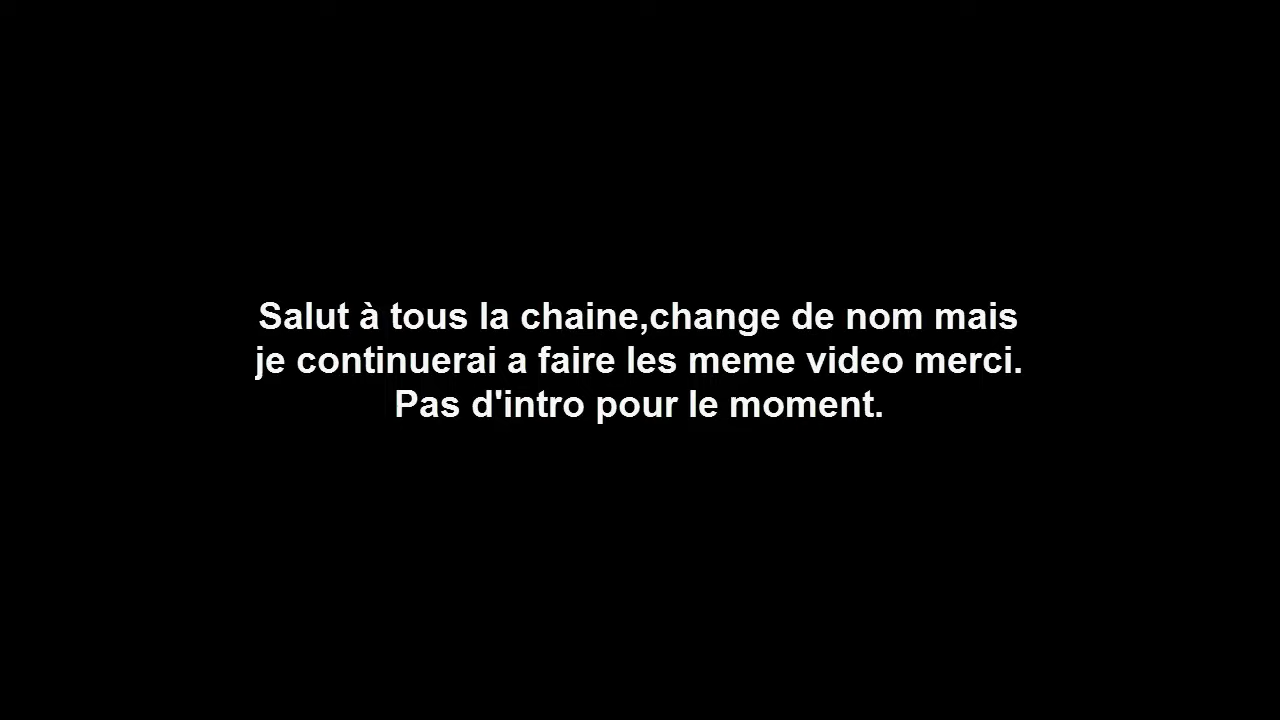 Salut à tous la chaine,change de nom mais
je continuerai a faire les meme video merci.
Pas d'intro pour le moment.